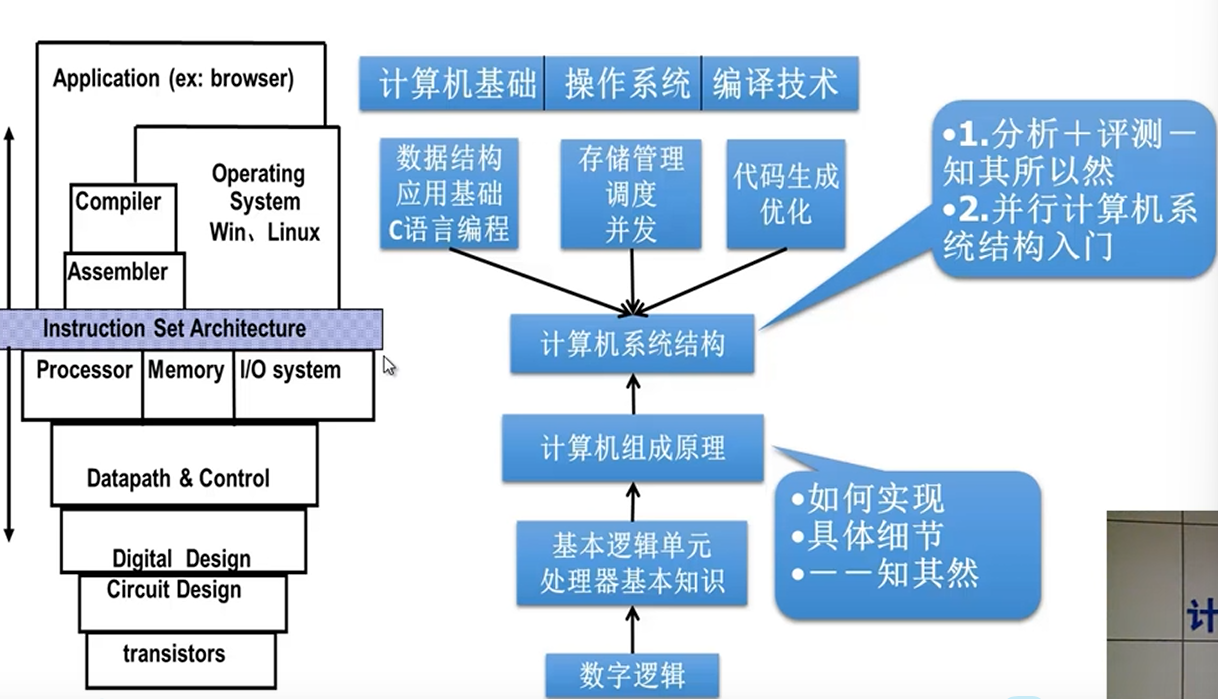 Application (ex: browser)
Operating
System
Win、Linux
Compiler
Assembler
Instruction Set Architecture
Processor
Memory
I/O system
Datapath & Control
Digital Design
Circuit Design
transistors
计算机基础
操作系统
编译技术
数据结构
应用基础
C语言编程
存储管理
调度
并发
代码生成
优化
•1.分析＋评测－
知其所以然
•2.并行计算机系
统结构入门
计算机系统结构
计算机组成原理
•如何实现
•具体细节
•－－知其然
基本逻辑单元
处理器基本知识
数字逻辑
计